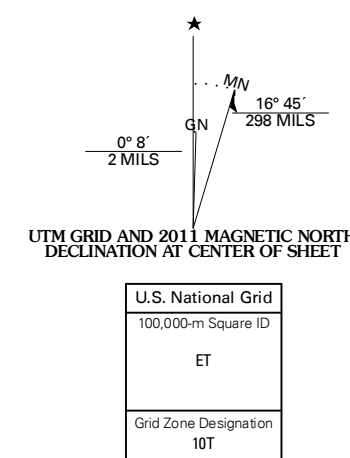 MN
16° 45´
298 MILS
GN
0° 8´
2 MILS
UTM GRID AND 2011 MAGNETIC NORTH
DECLINATION AT CENTER OF SHEET
U.S. National Grid
100,000-m Square ID
ET
Grid Zone Designation
10T